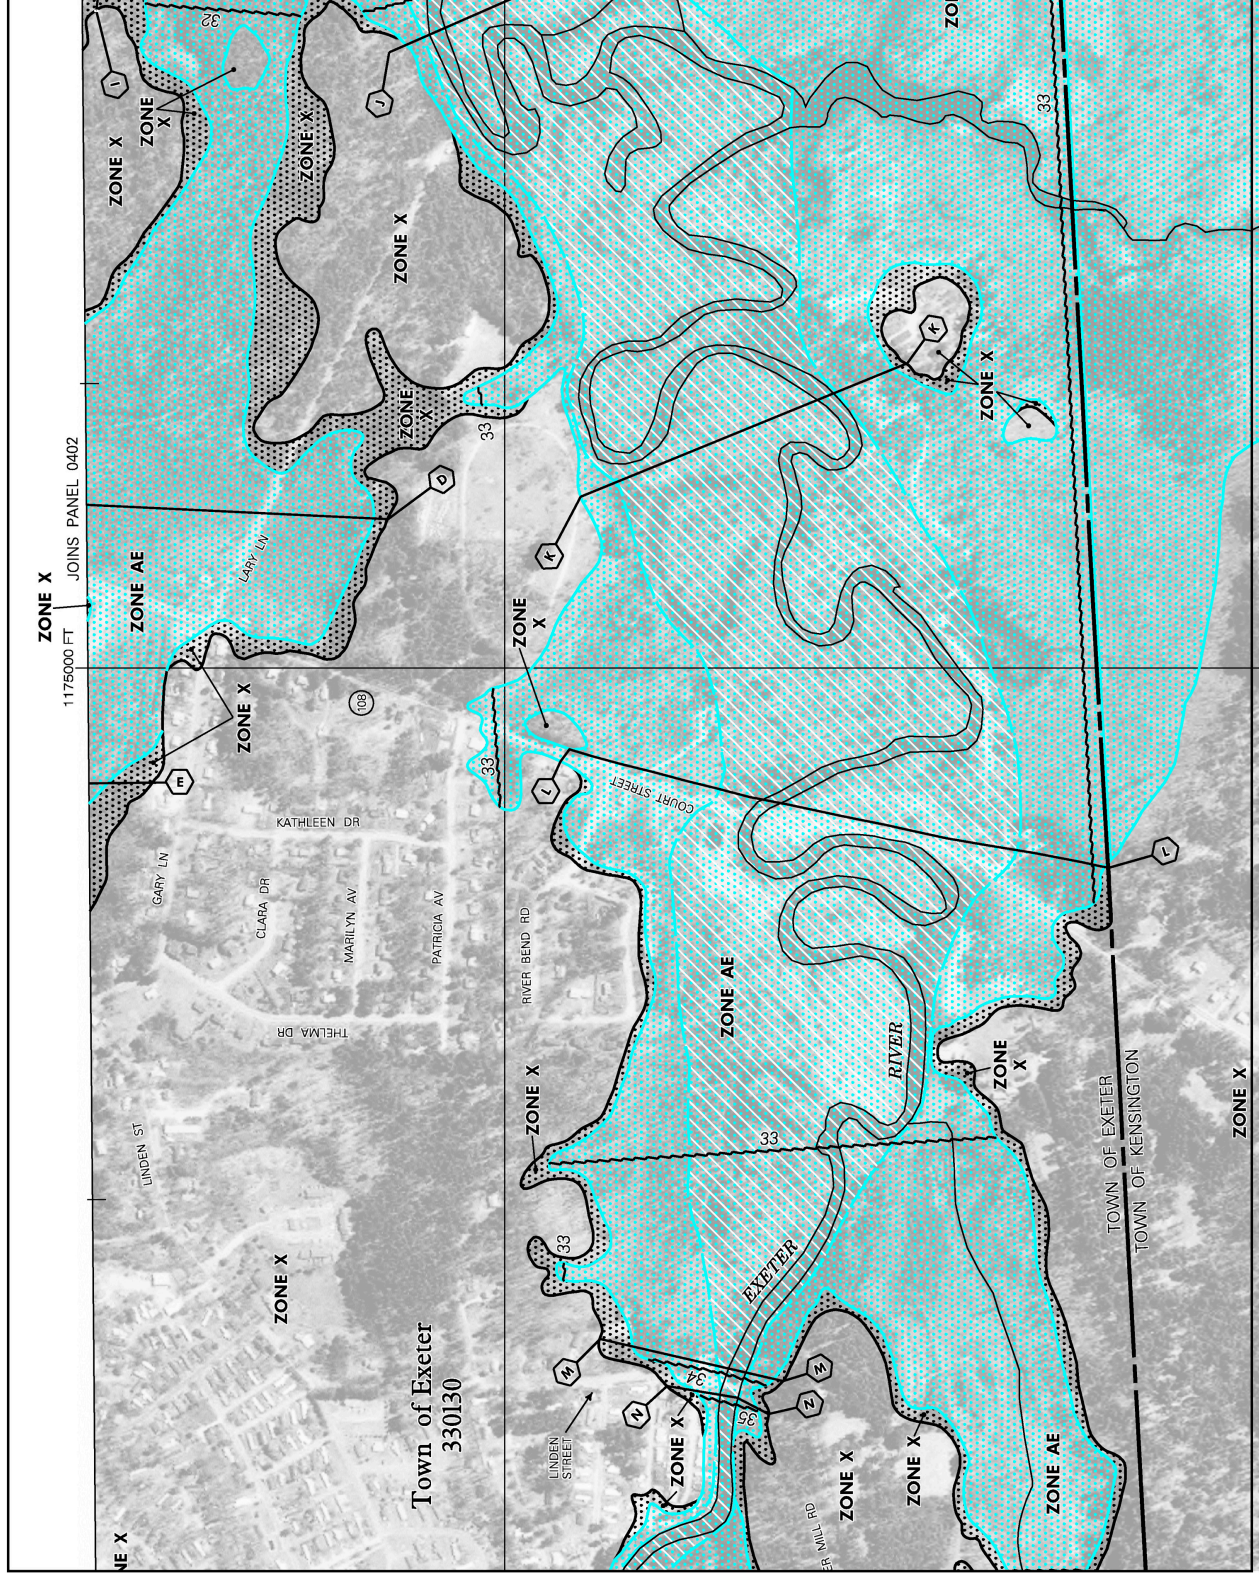 ZONE X
1175000 FT
JOINS PANEL 0402
32
I
ZONE X
ZONE
X
ZONE X
J
ZONE X
ZONE
X
33
D
ZONE AE
LARY LN
ZONE X
108
E
KATHLEEN DR
GARY LN
CLARA DR
MARILYN AV
PATRICIA AV
THELMA DR
RIVER BEND RD
LINDEN ST
ZONE X
Town of Exeter
330130
K
ZONE
X
33
L
COURT STREET
K
ZONE X
33
L
ZONE AE
RIVER
ZONE
X
ZONE X
33
33
EXETER
TOWN OF EXETER
TOWN OF KENSINGTON
ZONE X
M
34
M
N
35
N
LINDEN
STREET
ZONE X
ZONE X
ZONE X
ZONE AE
MILL RD